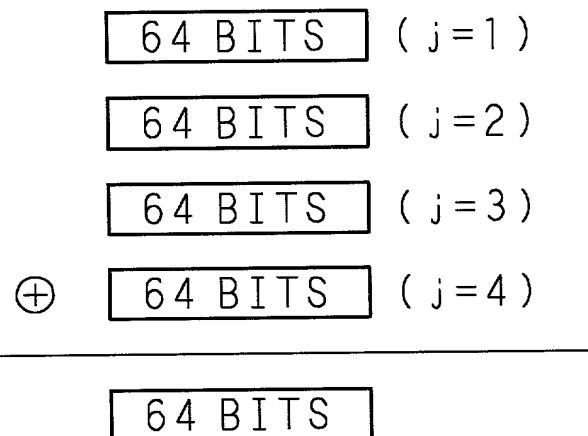 64 BITS (j=1)
64 BITS (j=2)
64 BITS (j=3)
⊕ 64 BITS (j=4)
64 BITS